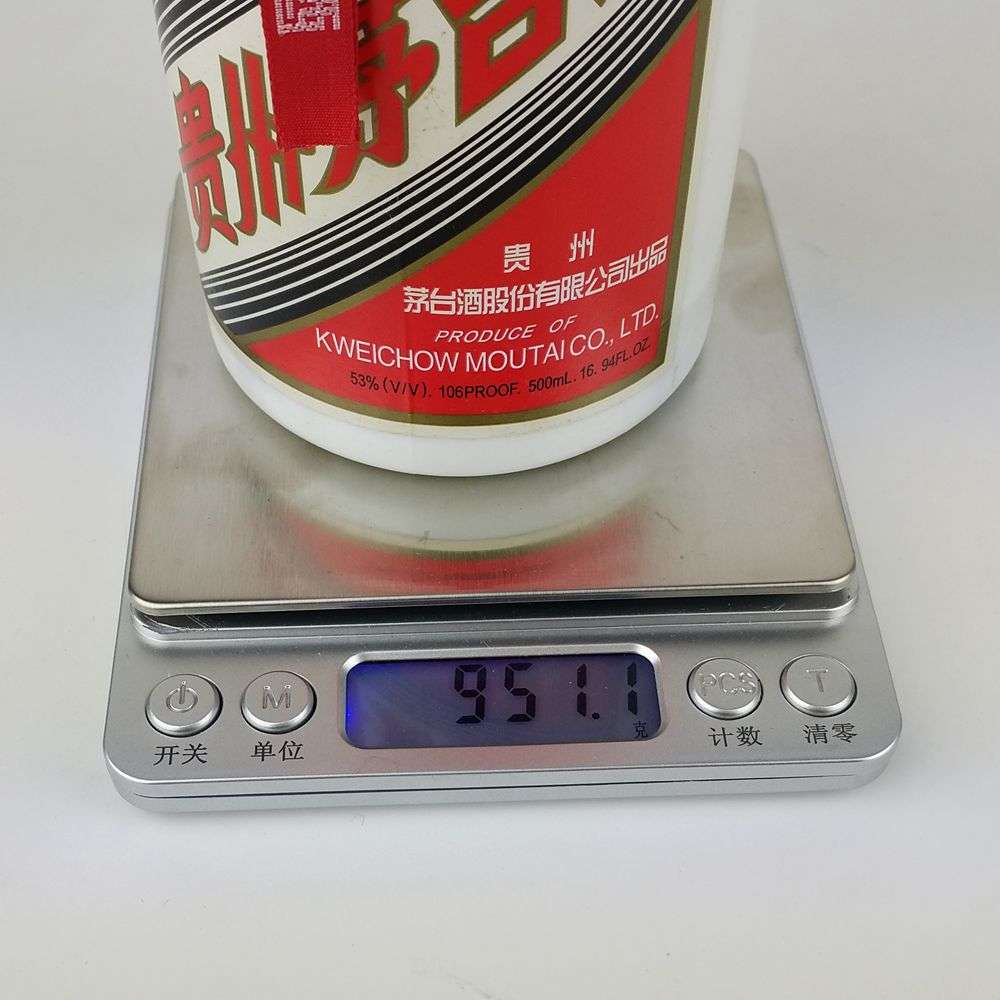 贵州茅台
贵 州
茅台酒股份有限公司出品
PRODUCE OF
KWEICHOW MOUTAI CO., LTD.
53% (V/V). 106PROOF. 500mL. 16. 94FL.OZ.
951.1
克
M
PCS
T
开关
单位
计数
清零